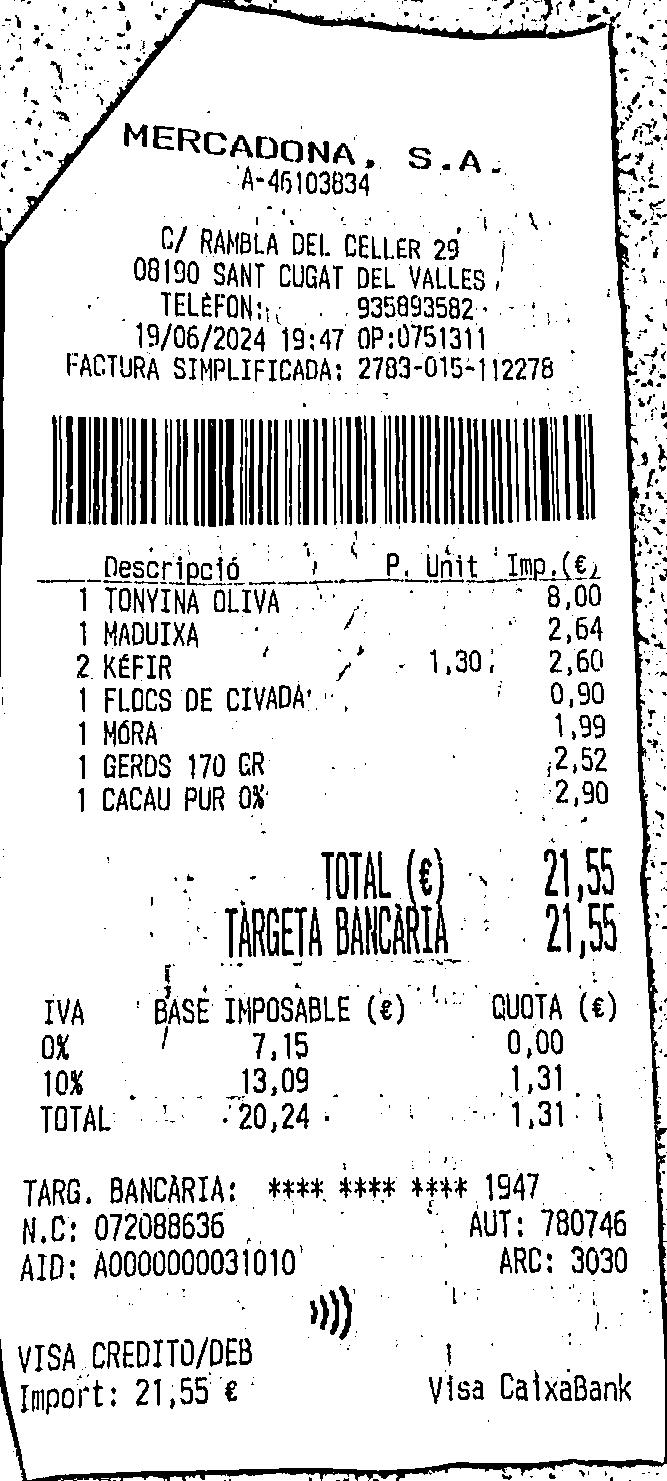 MERCADONA, S.A.
A-46103834
C/ RAMBLA DEL CELLER 29
08190 SANT CUGAT DEL VALLES
TELÈFON: 935893582
19/06/2024 19:47 OP:0751311
FACTURA SIMPLIFICADA: 2783-015-112278
Descripció P. Unit Imp.(€)
1 TONYINA OLIVA 8,00
1 MADUIXA 2,64
2 KÉFIR 1,30 2,60
1 FLOCS DE CIVADA 0,90
1 MÓRA 1,99
1 GERDS 170 GR 2,52
1 CACAU PUR 0% 2,90
TOTAL (€) 21,55
TARGETA BANCÀRIA 21,55
IVA BASE IMPOSABLE (€) QUOTA (€)
0% 7,15 0,00
10% 13,09 1,31
TOTAL 20,24 1,31
TARG. BANCÀRIA: **** **** **** 1947
N.C: 072088636 AUT: 780746
AID: A0000000031010 ARC: 3030
VISA CREDITO/DEB
Import: 21,55 € Visa CaixaBank